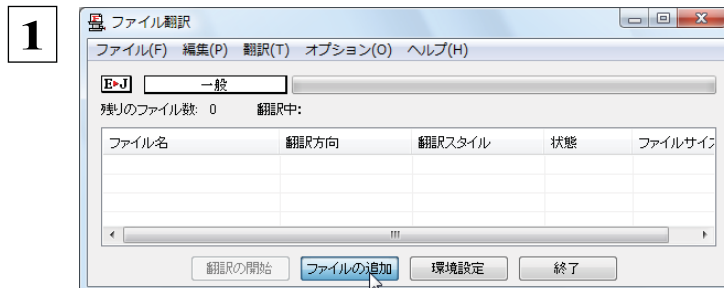 1
ファイル翻訳
ファイル(F) 編集(P) 翻訳(T) オプション(O) ヘルプ(H)
E▸J 一般
残りのファイル数: 0 翻訳中:
ファイル名 翻訳方向 翻訳スタイル 状態 ファイルサイズ
翻訳の開始 ファイルの追加 環境設定 終了